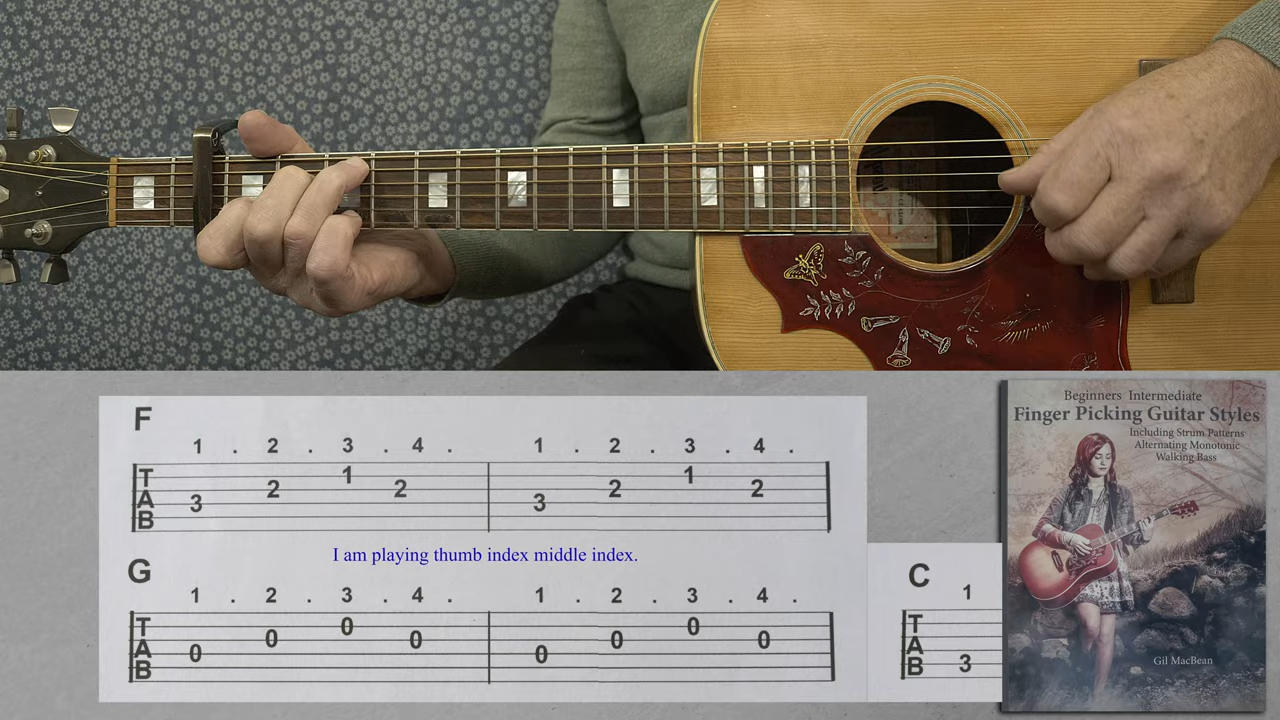 F
1 . 2 . 3 . 4 . 1 . 2 . 3 . 4 .
T
A
B
3 2 1 2 3 2 1 2
I am playing thumb index middle index.
G
1 . 2 . 3 . 4 . 1 . 2 . 3 . 4 .
T
A
B
0 0 0 0 0 0 0 0
C
1
T
A
B
3
Beginners Intermediate
Finger Picking Guitar Styles
Including Strum Patterns
Alternating Monotonic
Walking Bass
Gil MacBean